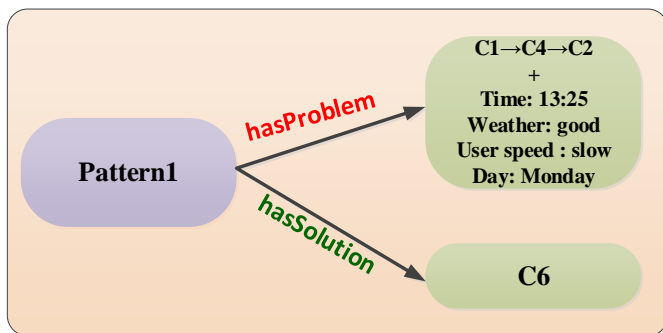 Pattern1
hasProblem
C1→C4→C2
+
Time: 13:25
Weather: good
User speed : slow
Day: Monday
hasSolution
C6